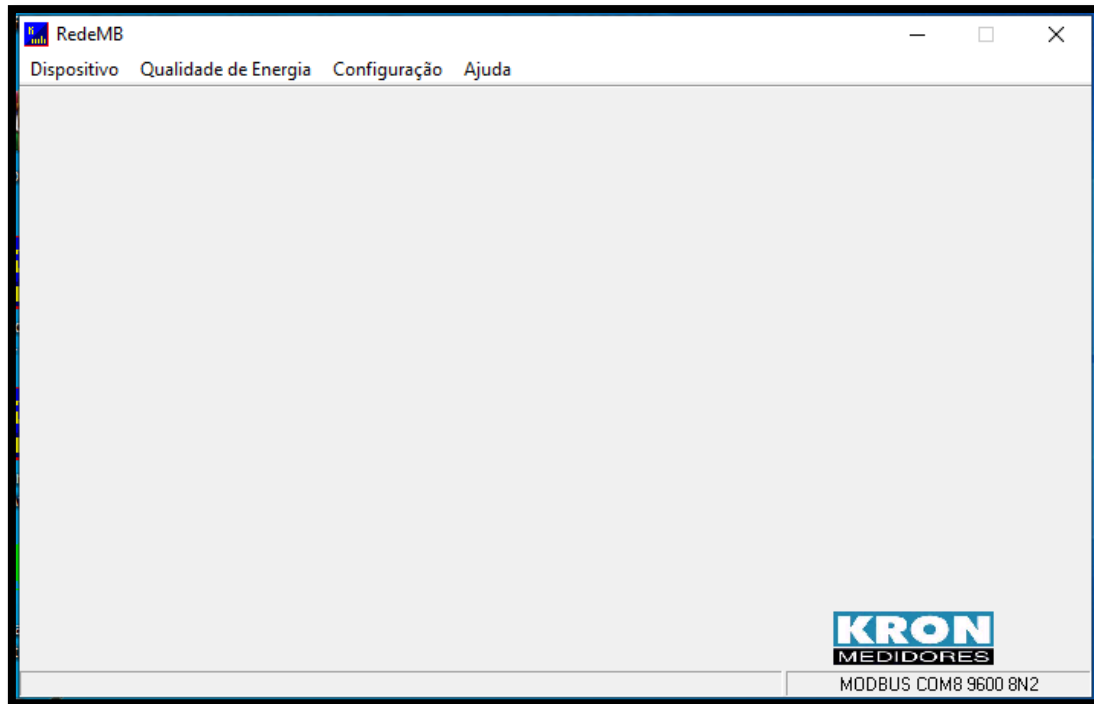 RedeMB
Dispositivo Qualidade de Energia Configuração Ajuda
KRON
MEDIDORES
MODBUS COM8 9600 8N2